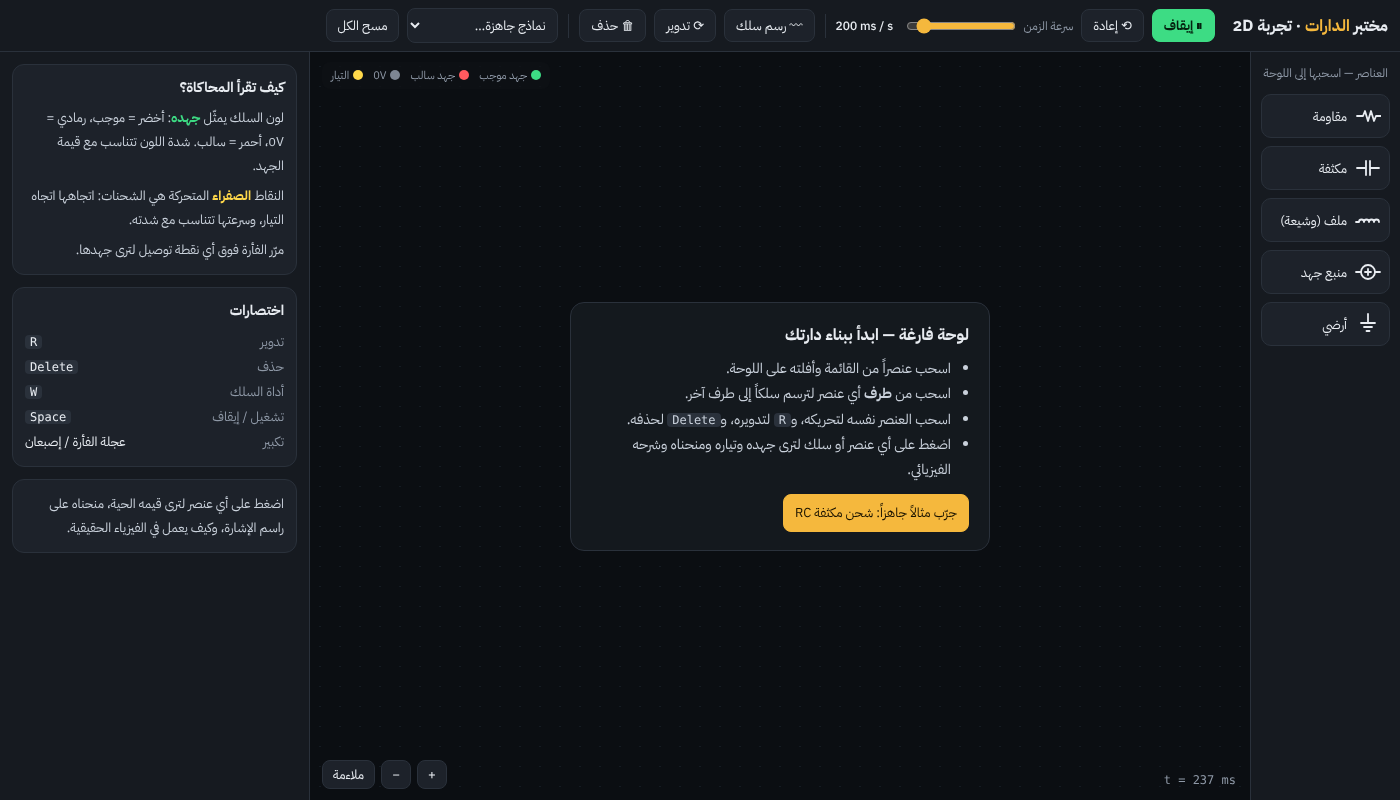 مختبر الدارات · تجربة 2D
⏸ إيقاف
⟲ إعادة
سرعة الزمن
200 ms / s
〰 رسم سلك
⟳ تدوير
🗑 حذف
نماذج جاهزة...
مسح الكل
العناصر — اسحبها إلى اللوحة
مقاومة
مكثفة
ملف (وشيعة)
منبع جهد
أرضي
جهد موجب
جهد سالب
0V
التيار
لوحة فارغة — ابدأ ببناء دارتك
اسحب عنصراً من القائمة وأفلته على اللوحة.
اسحب من طرف أي عنصر لترسم سلكاً إلى طرف آخر.
اسحب العنصر نفسه لتحريكه، و R لتدويره، و Delete لحذفه.
اضغط على أي عنصر أو سلك لترى جهده وتياره ومنحناه وشرحه
الفيزيائي.
جرّب مثالاً جاهزاً: شحن مكثفة RC
كيف تقرأ المحاكاة؟
لون السلك يمثّل جهده: أخضر = موجب، رمادي =
0V، أحمر = سالب. شدة اللون تتناسب مع قيمة
الجهد.
النقاط الصفراء المتحركة هي الشحنات: اتجاهها اتجاه
التيار، وسرعتها تتناسب مع شدته.
مرّر الفأرة فوق أي نقطة توصيل لترى جهدها.
اختصارات
تدوير R
حذف Delete
أداة السلك W
تشغيل / إيقاف Space
تكبير عجلة الفأرة / إصبعان
اضغط على أي عنصر لترى قيمه الحية، منحناه على
راسم الإشارة، وكيف يعمل في الفيزياء الحقيقية.
+
−
ملاءمة
t = 237 ms